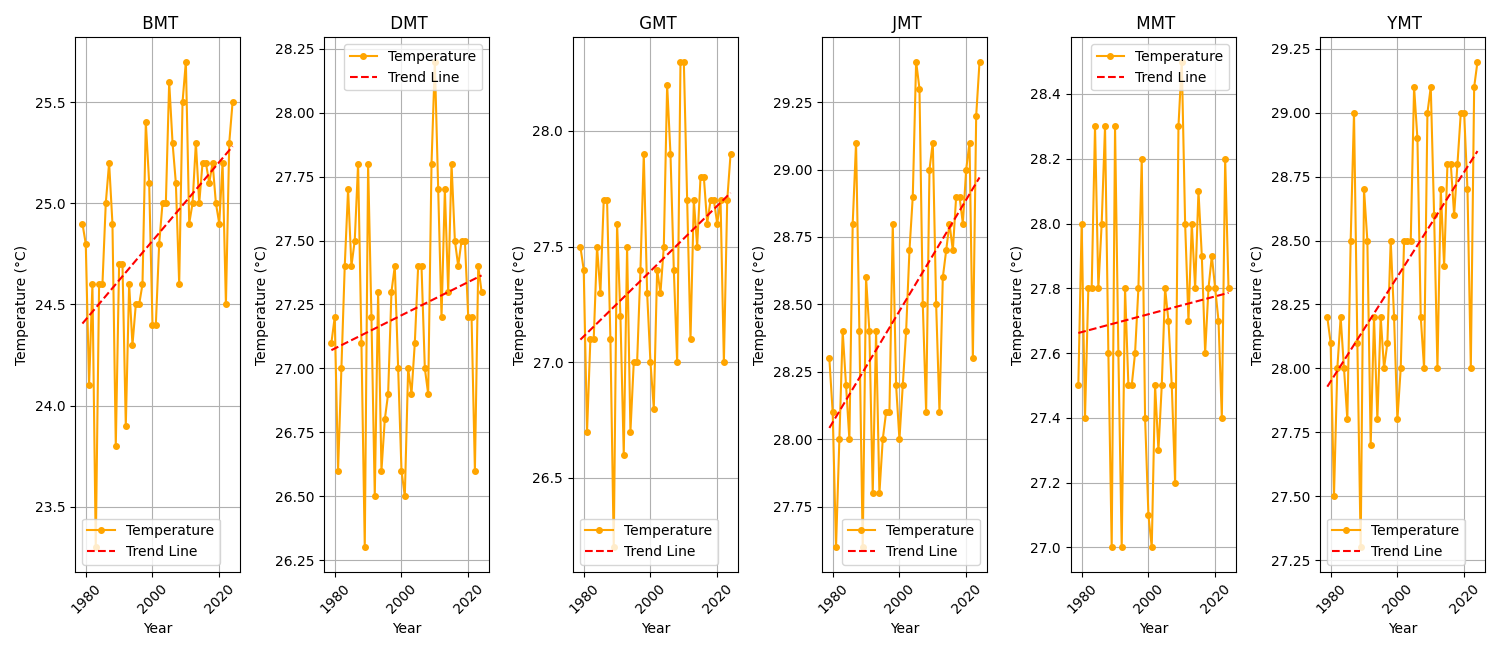 BMT
DMT
GMT
JMT
MMT
YMT
Temperature (°C)
25.5
25.0
24.5
24.0
23.5
Temperature
Trend Line
1980
2000
2020
Year
Temperature (°C)
28.25
28.00
27.75
27.50
27.25
27.00
26.75
26.50
26.25
Temperature
Trend Line
1980
2000
2020
Year
Temperature (°C)
28.0
27.5
27.0
26.5
Temperature
Trend Line
1980
2000
2020
Year
Temperature (°C)
29.25
29.00
28.75
28.50
28.25
28.00
27.75
Temperature
Trend Line
1980
2000
2020
Year
Temperature (°C)
28.4
28.2
28.0
27.8
27.6
27.4
27.2
27.0
Temperature
Trend Line
1980
2000
2020
Year
Temperature (°C)
29.25
29.00
28.75
28.50
28.25
28.00
27.75
27.50
27.25
Temperature
Trend Line
1980
2000
2020
Year